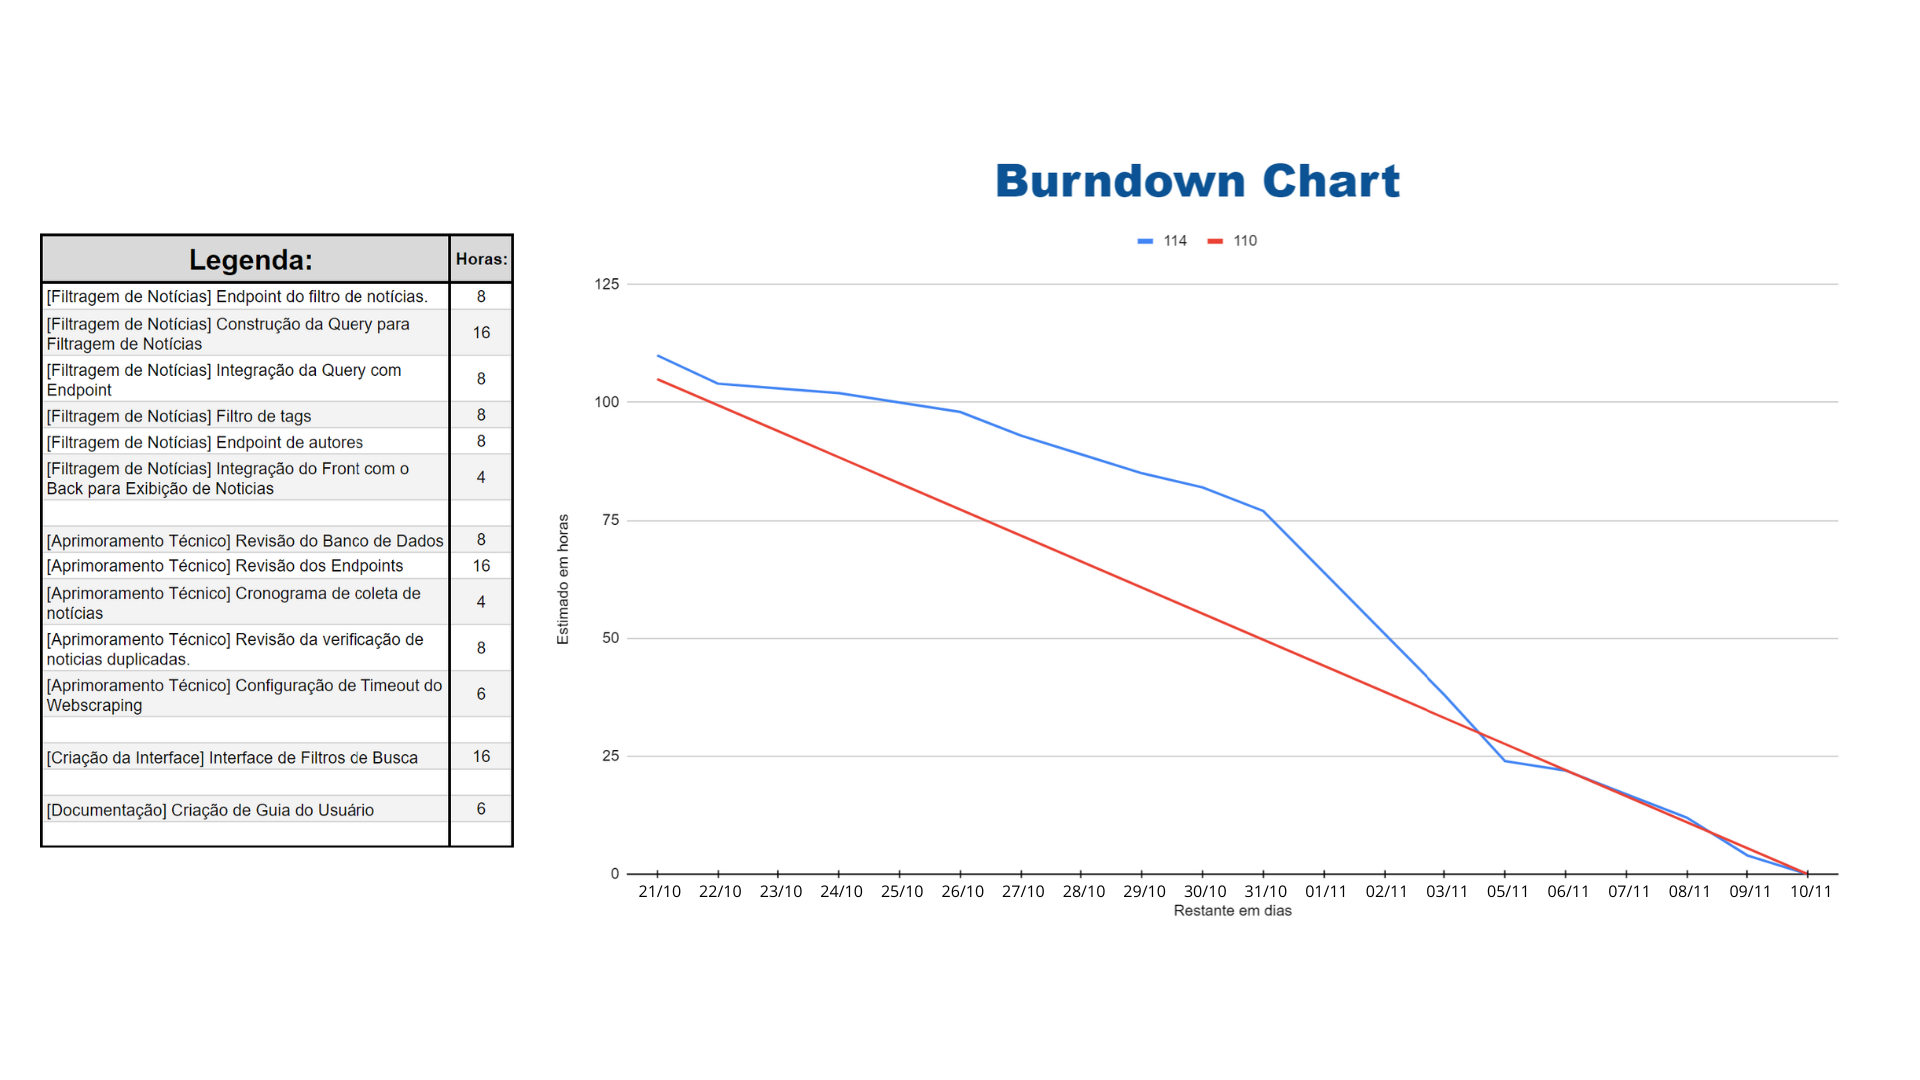 Burndown Chart
114 110
Legenda: Horas:
[Filtragem de Notícias] Endpoint do filtro de notícias. 8
[Filtragem de Notícias] Construção da Query para
Filtragem de Notícias 16
[Filtragem de Notícias] Integração da Query com
Endpoint 8
[Filtragem de Notícias] Filtro de tags 8
[Filtragem de Notícias] Endpoint de autores 8
[Filtragem de Notícias] Integração do Front com o
Back para Exibição de Noticias 4
[Aprimoramento Técnico] Revisão do Banco de Dados 8
[Aprimoramento Técnico] Revisão dos Endpoints 16
[Aprimoramento Técnico] Cronograma de coleta de
notícias 4
[Aprimoramento Técnico] Revisão da verificação de
noticias duplicadas. 8
[Aprimoramento Técnico] Configuração de Timeout do
Webscraping 6
[Criação da Interface] Interface de Filtros de Busca 16
[Documentação] Criação de Guia do Usuário 6
Estimado em horas
125
100
75
50
25
0
21/10 22/10 23/10 24/10 25/10 26/10 27/10 28/10 29/10 30/10 31/10 01/11 02/11 03/11 05/11 06/11 07/11 08/11 09/11 10/11
Restante em dias